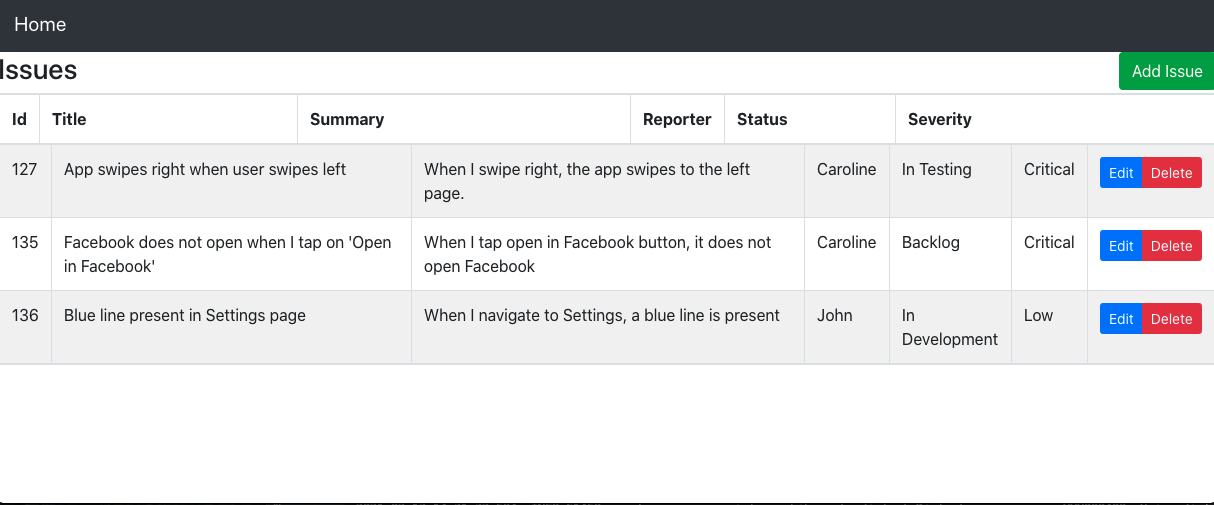 Home
Issues
Add Issue
Id Title Summary Reporter Status Severity
127 App swipes right when user swipes left When I swipe right, the app swipes to the left Caroline In Testing Critical Edit Delete
page.
135 Facebook does not open when I tap on 'Open When I tap open in Facebook button, it does not Caroline Backlog Critical Edit Delete
in Facebook' open Facebook
136 Blue line present in Settings page When I navigate to Settings, a blue line is present John In Low Edit Delete
Development